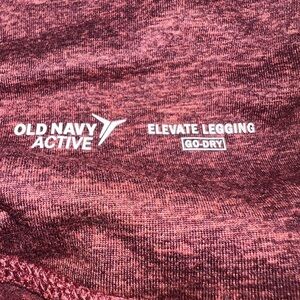 OLD NAVY
ACTIVE
ELEVATE LEGGING
GO-DRY